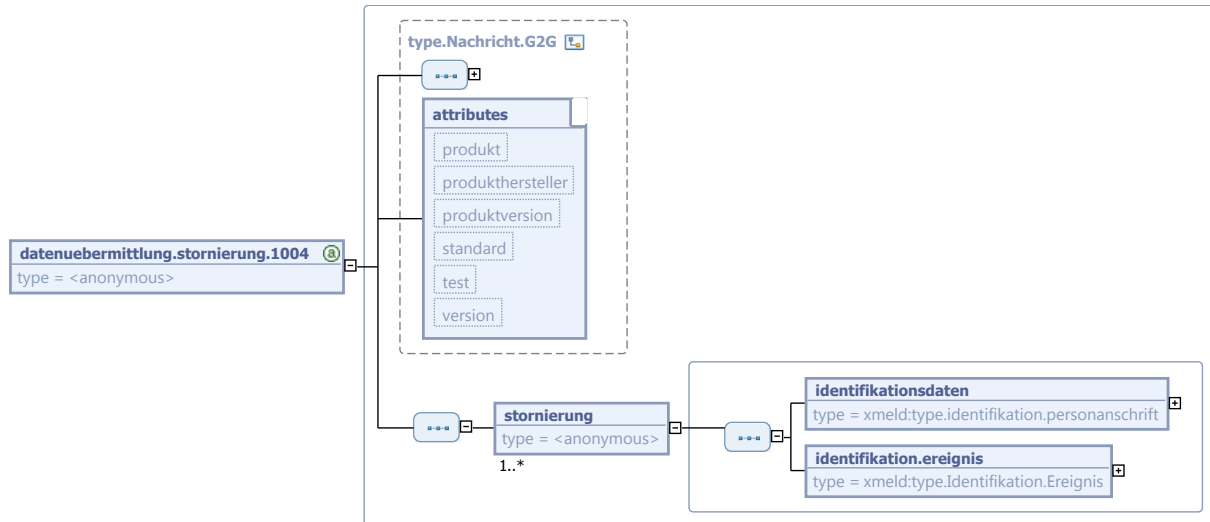 type.Nachricht.G2G
attributes
produkt
produkthersteller
produktversion
standard
test
version
datenuebermittlung.stornierung.1004 a
type = <anonymous>
stornierung
type = <anonymous>
1..*
identifikationsdaten
type = xmeld:type.identifikation.personanschrift
identifikation.ereignis
type = xmeld:type.Identifikation.Ereignis